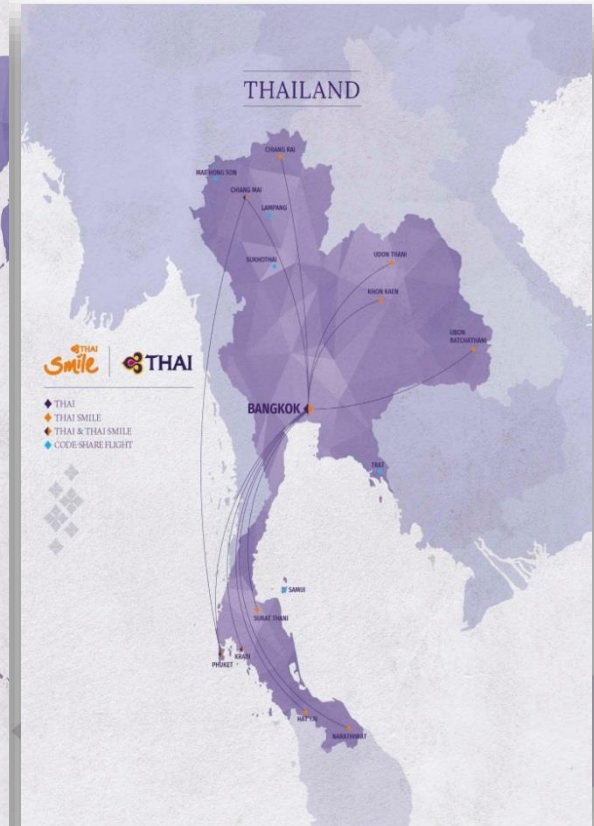 THAILAND
CHIANG RAI
MAE HONG SON
CHIANG MAI
LAMPANG
SUKHOTHAI
UDON THANI
KHON KAEN
UBON
RATCHATHANI
THAI
smile
THAI
BANGKOK
THAI
THAI SMILE
THAI & THAI SMILE
CODE-SHARE FLIGHT
TRAT
SAMUI
SURAT THANI
KRABI
PHUKET
HAT YAI
NARATHIWAT